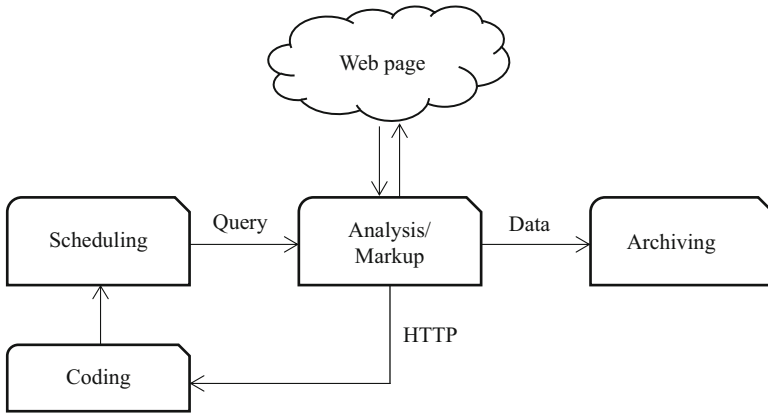 Web page
Scheduling
Query
Analysis/
Markup
Data
Archiving
HTTP
Coding